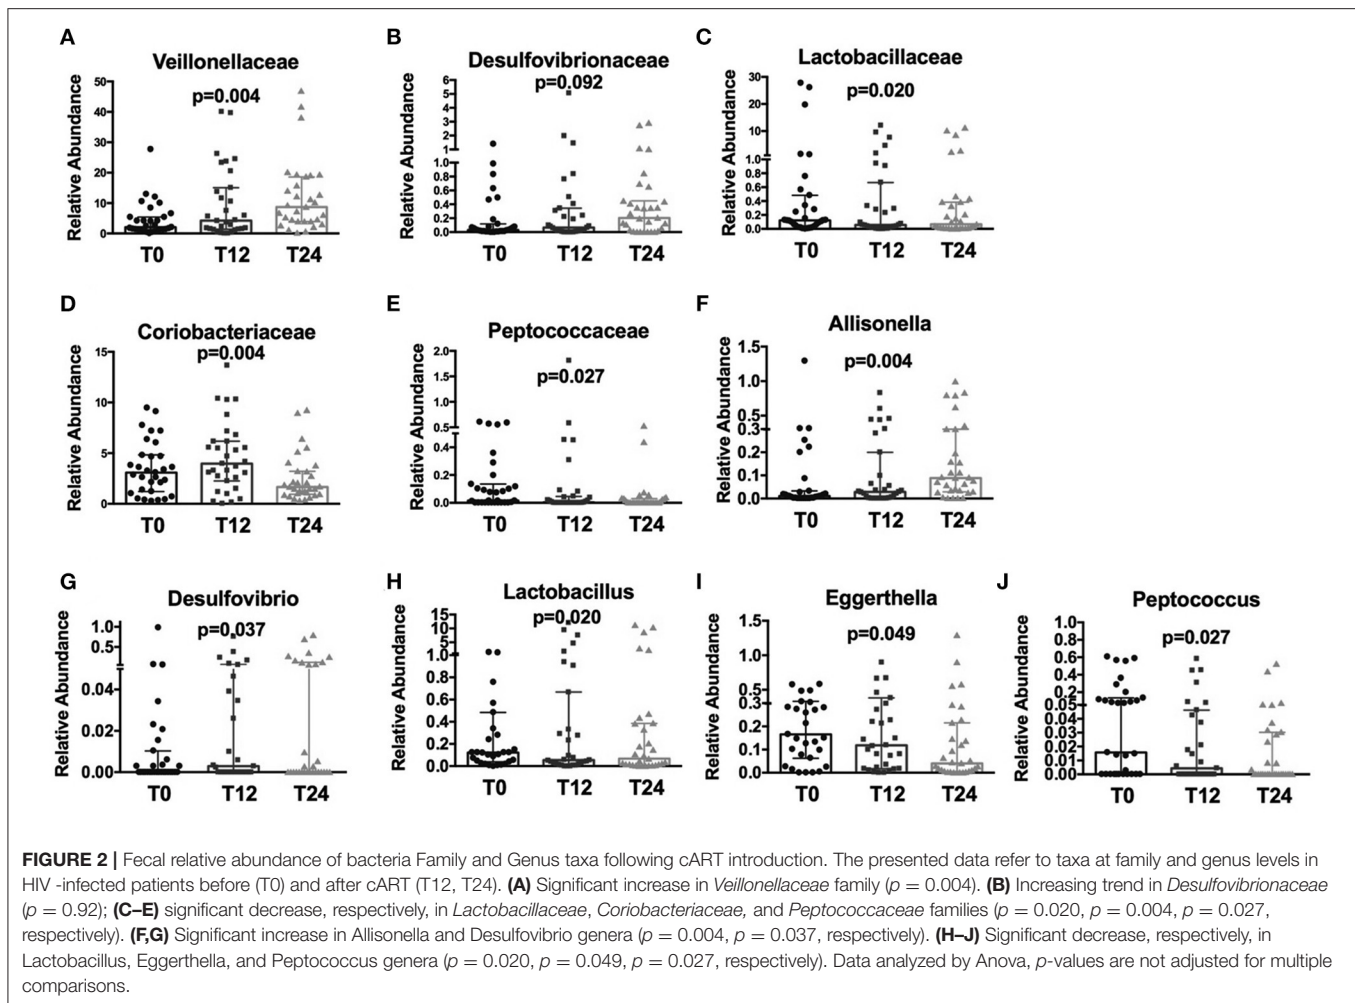 A
Veillonellaceae
p=0.004
Relative Abundance
50
40
30
20
10
0
T0 T12 T24
B
Desulfovibrionaceae
p=0.092
Relative Abundance
6
5
4
3
2
1
1.0
0.8
0.6
0.4
0.2
0.0
T0 T12 T24
C
Lactobacillaceae
p=0.020
Relative Abundance
30
20
10
1.0
0.8
0.6
0.4
0.2
0.0
T0 T12 T24
D
Coriobacteriaceae
p=0.004
Relative Abundance
15
10
5
0
T0 T12 T24
E
Peptococcaceae
p=0.027
Relative Abundance
2.0
1.5
1.0
0.5
0.4
0.2
0.0
T0 T12 T24
F
Allisonella
p=0.004
Relative Abundance
1.5
1.0
0.5
0.3
0.2
0.1
0.0
T0 T12 T24
G
Desulfovibrio
p=0.037
Relative Abundance
1.0
0.5
0.04
0.02
0.00
T0 T12 T24
H
Lactobacillus
p=0.020
Relative Abundance
15
10
5
1.0
0.8
0.6
0.4
0.2
0.0
T0 T12 T24
I
Eggerthella
p=0.049
Relative Abundance
1.5
1.0
0.5
0.3
0.2
0.1
0.0
T0 T12 T24
J
Peptococcus
p=0.027
Relative Abundance
1.0
0.8
0.6
0.4
0.2
0.05
0.04
0.03
0.02
0.01
0.00
T0 T12 T24
FIGURE 2 | Fecal relative abundance of bacteria Family and Genus taxa following cART introduction. The presented data refer to taxa at family and genus levels in
HIV -infected patients before (T0) and after cART (T12, T24). (A) Significant increase in Veillonellaceae family (p = 0.004). (B) Increasing trend in Desulfovibrionaceae
(p = 0.92); (C–E) significant decrease, respectively, in Lactobacillaceae, Coriobacteriaceae, and Peptococcaceae families (p = 0.020, p = 0.004, p = 0.027,
respectively). (F,G) Significant increase in Allisonella and Desulfovibrio genera (p = 0.004, p = 0.037, respectively). (H–J) Significant decrease, respectively, in
Lactobacillus, Eggerthella, and Peptococcus genera (p = 0.020, p = 0.049, p = 0.027, respectively). Data analyzed by Anova, p-values are not adjusted for multiple
comparisons.